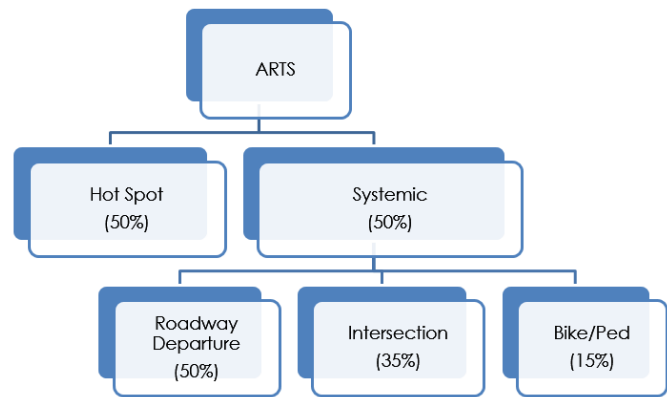 ARTS
Hot Spot
(50%)
Systemic
(50%)
Roadway
Departure
(50%)
Intersection
(35%)
Bike/Ped
(15%)